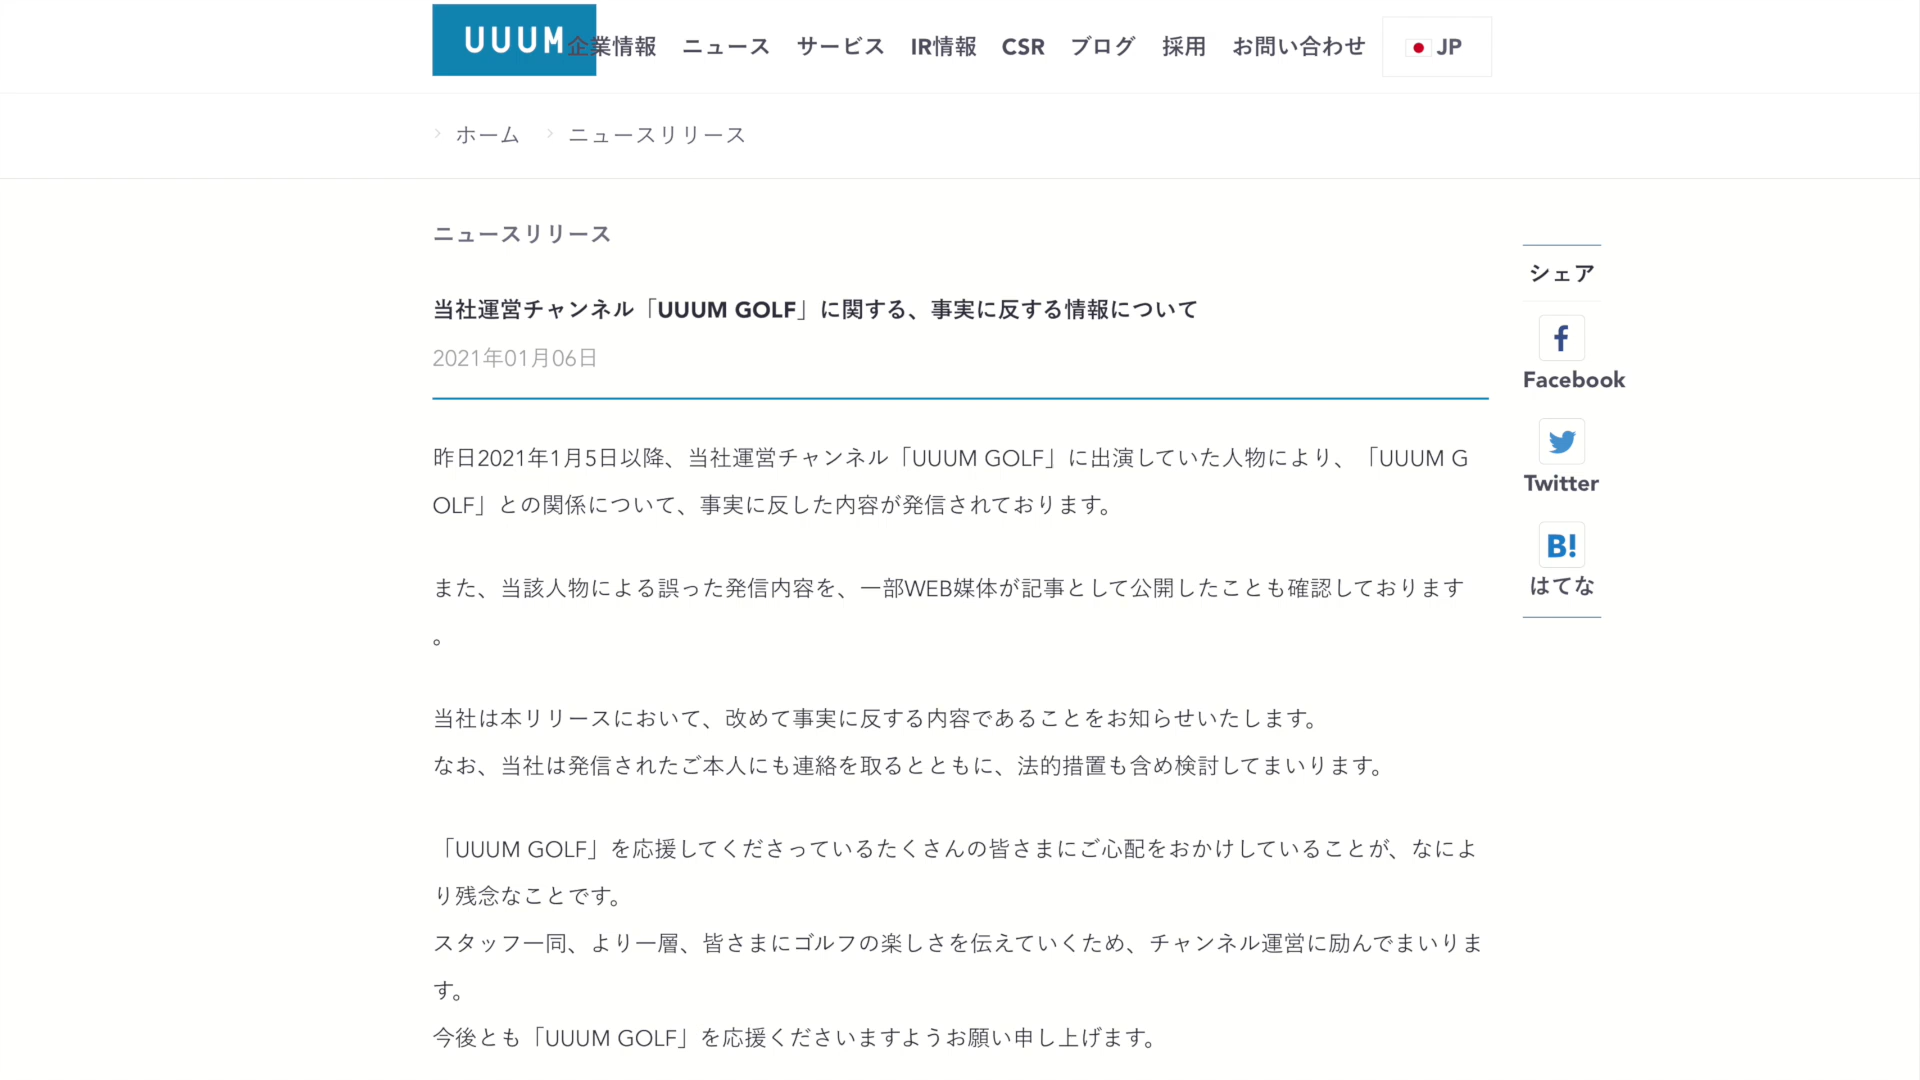 UUUM
企業情報 ニュース サービス IR情報 CSR ブログ 採用 お問い合わせ JP
ホーム ニュースリリース
ニュースリリース
当社運営チャンネル「UUUM GOLF」に関する、事実に反する情報について
2021年01月06日
昨日2021年1月5日以降、当社運営チャンネル「UUUM GOLF」に出演していた人物により、「UUUM G
OLF」との関係について、事実に反した内容が発信されております。
また、当該人物による誤った発信内容を、一部WEB媒体が記事として公開したことも確認しております
。
当社は本リリースにおいて、改めて事実に反する内容であることをお知らせいたします。
なお、当社は発信されたご本人にも連絡を取るとともに、法的措置も含め検討してまいります。
「UUUM GOLF」を応援してくださっているたくさんの皆さまにご心配をおかけしていることが、なによ
り残念なことです。
スタッフ一同、より一層、皆さまにゴルフの楽しさを伝えていくため、チャンネル運営に励んでまいりま
す。
今後とも「UUUM GOLF」を応援くださいますようお願い申し上げます。
シェア
Facebook
Twitter
B!
はてな